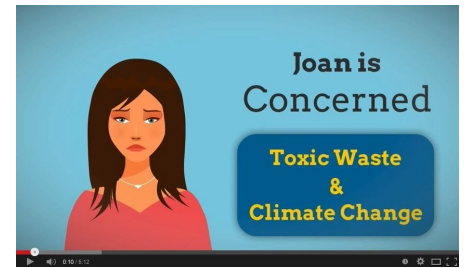 Joan is
Concerned
Toxic Waste
&
Climate Change
0:10 / 5:12